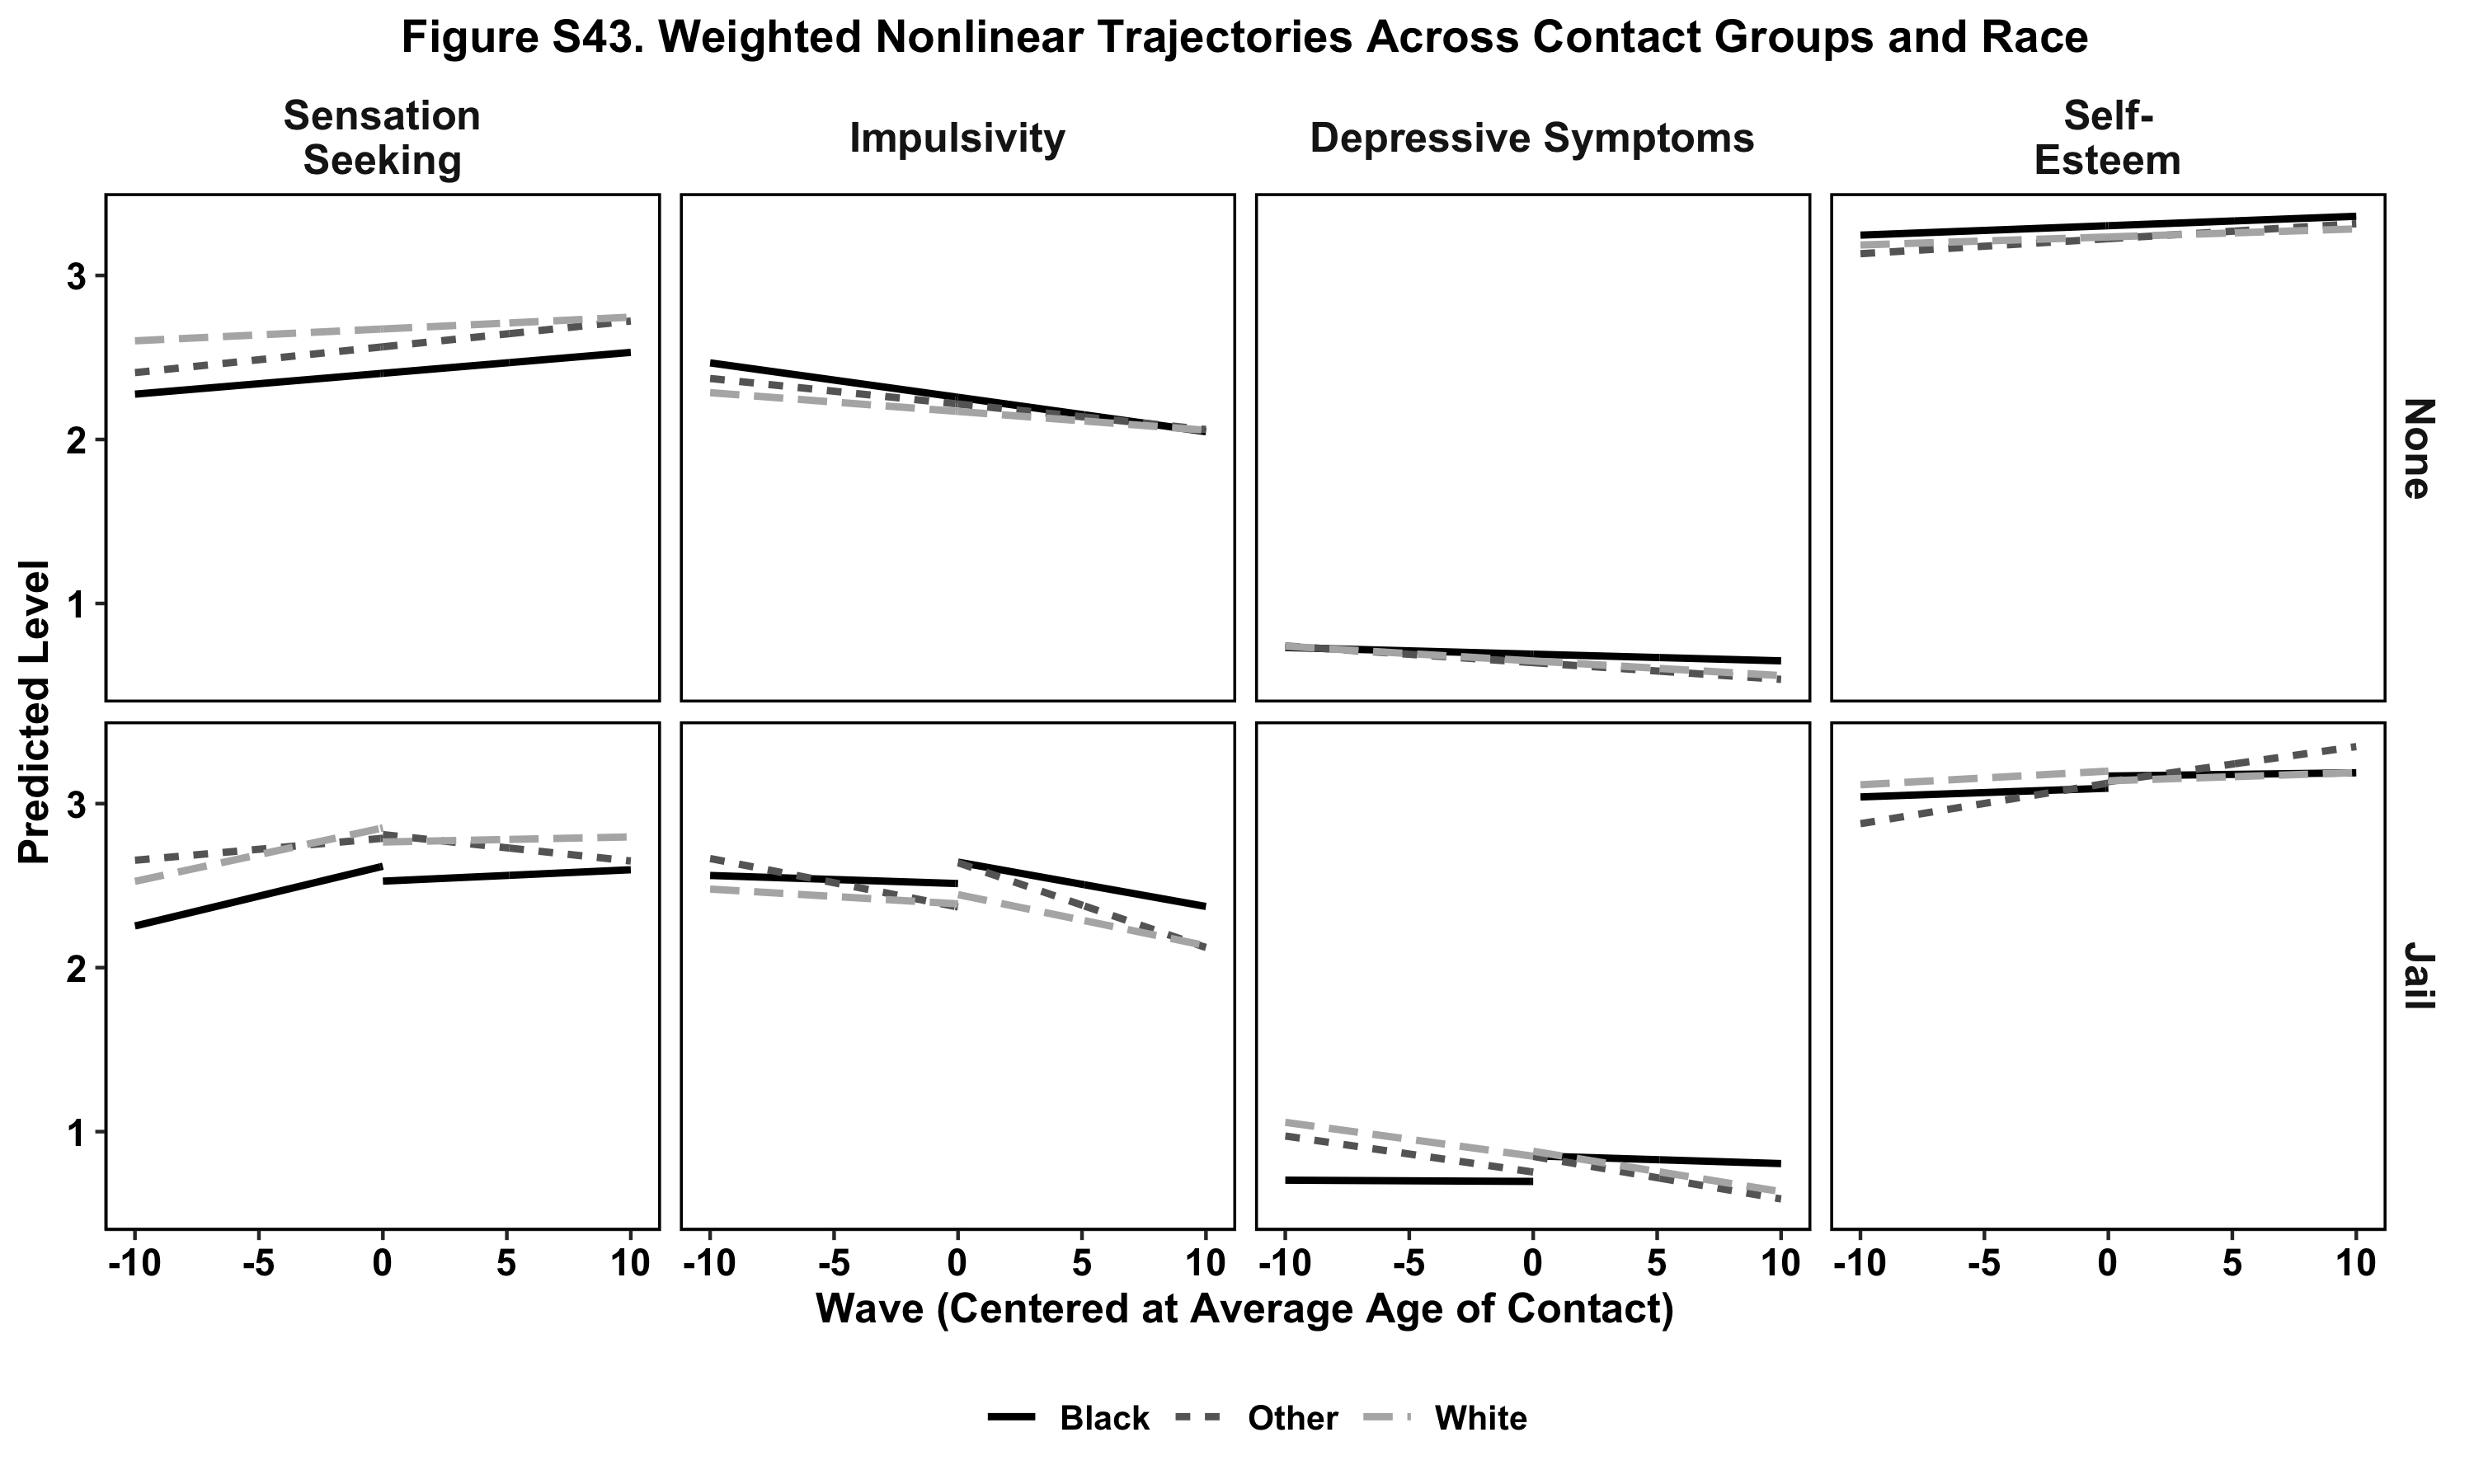 Figure S43. Weighted Nonlinear Trajectories Across Contact Groups and Race
Sensation
Seeking
Impulsivity
Depressive Symptoms
Self-
Esteem
Predicted Level
3
2
1
None
3
2
1
Jail
-10 -5 0 5 10 -10 -5 0 5 10 -10 -5 0 5 10 -10 -5 0 5 10
Wave (Centered at Average Age of Contact)
Black Other White